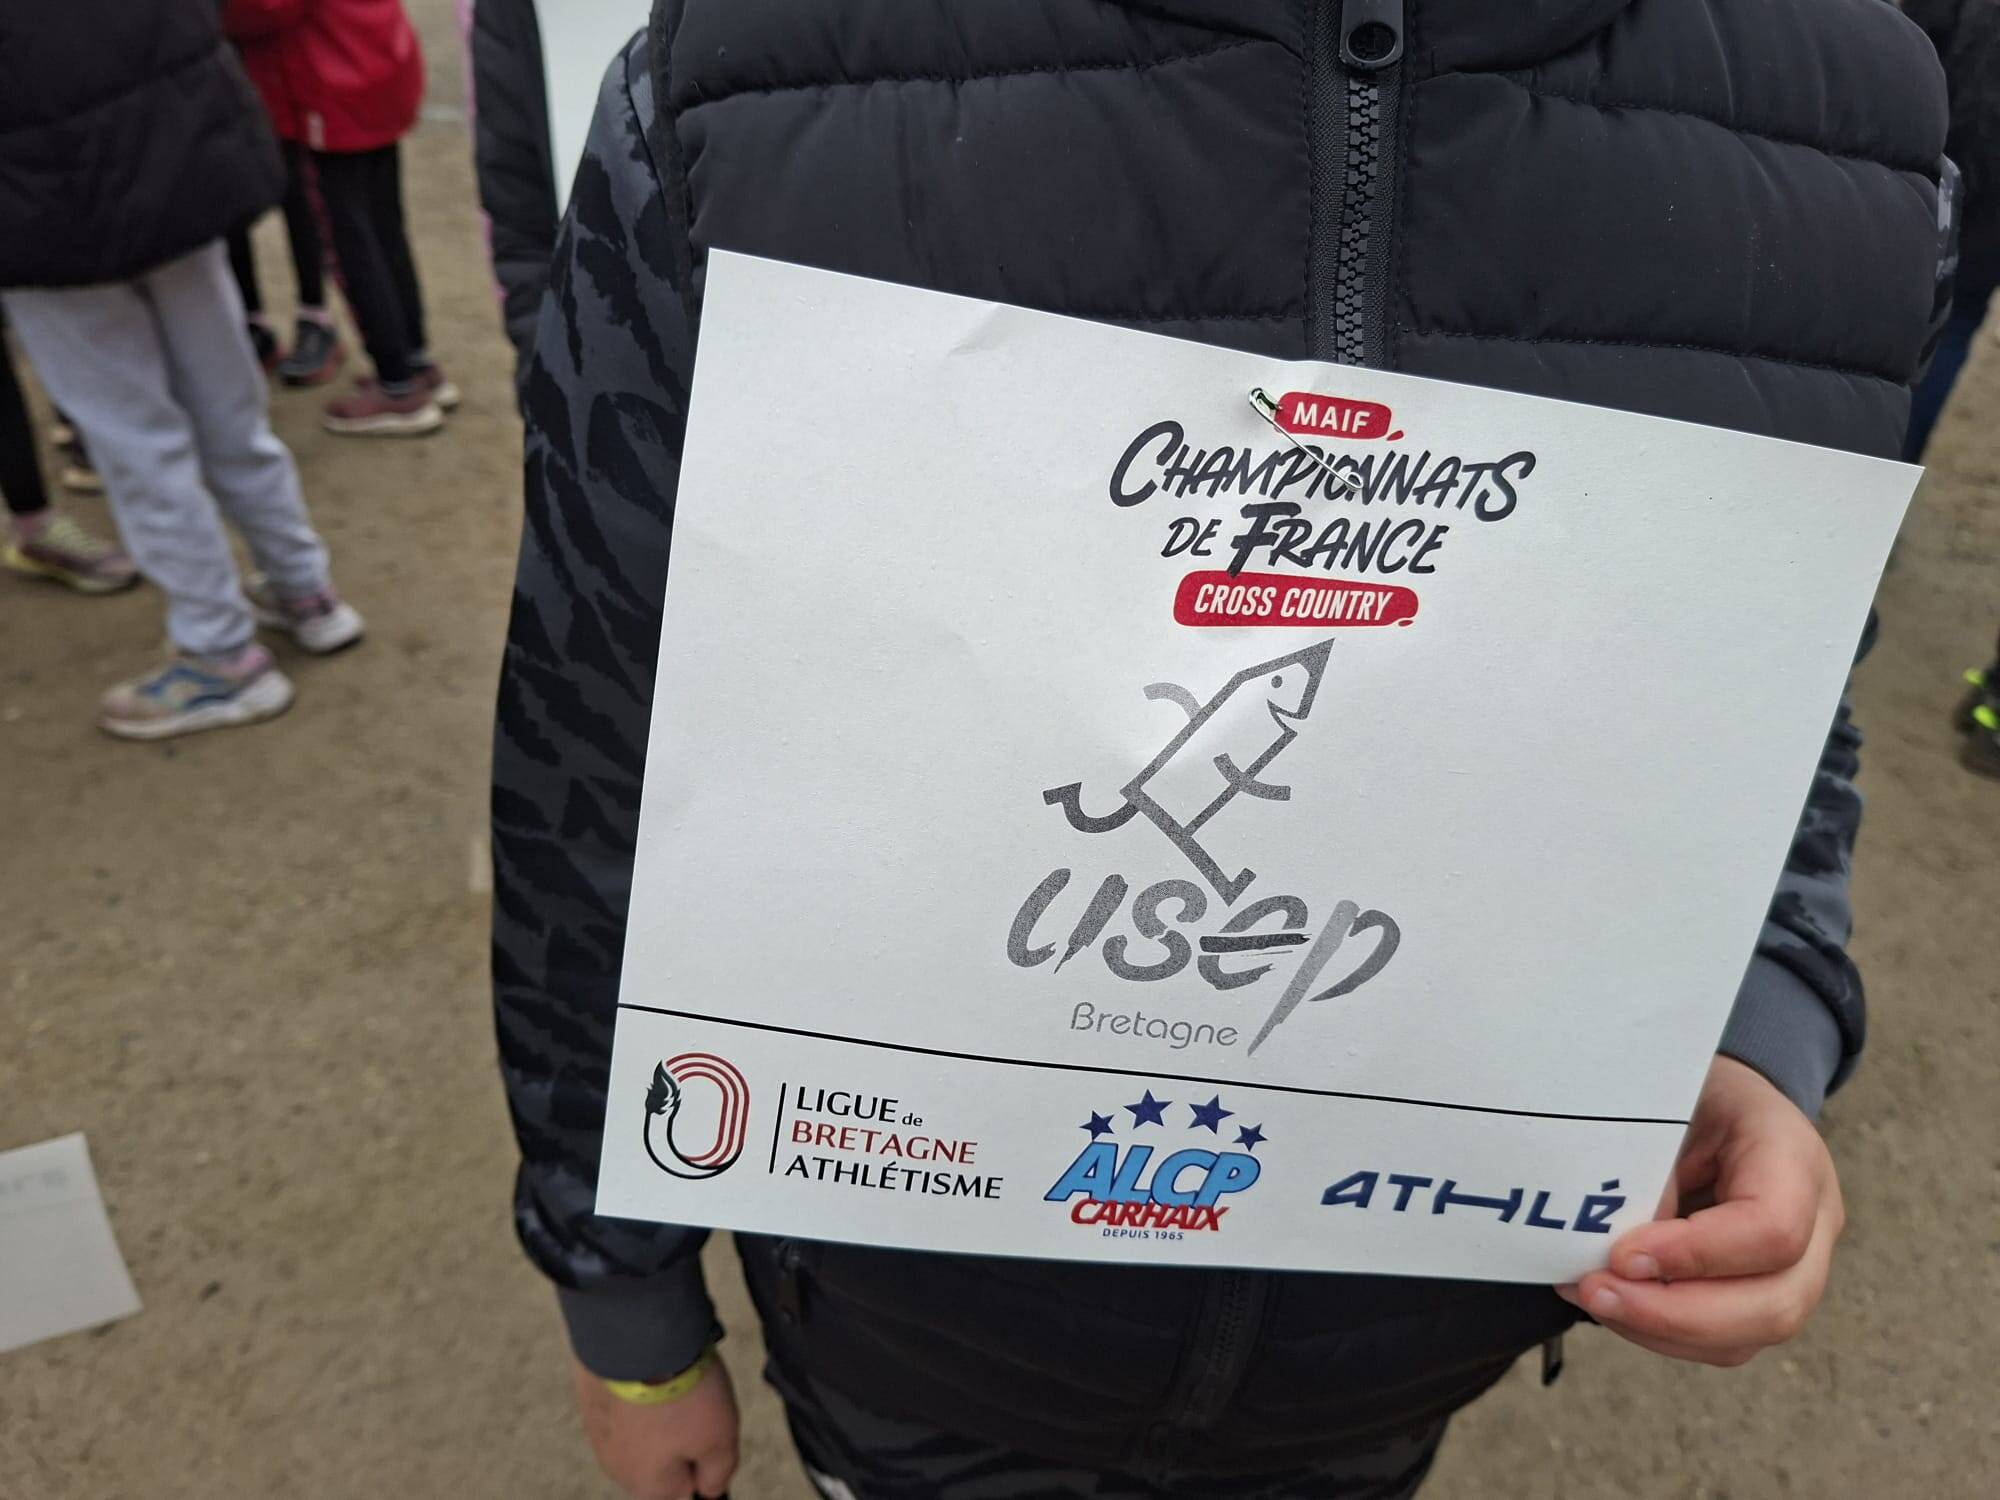 MAIF
CHAMPIONNATS
DE FRANCE
CROSS COUNTRY
usep
Bretagne
LIGUE de
BRETAGNE
ATHLÉTISME
ALCP
CARHAIX
DEPUIS 1965
ATHLÉ